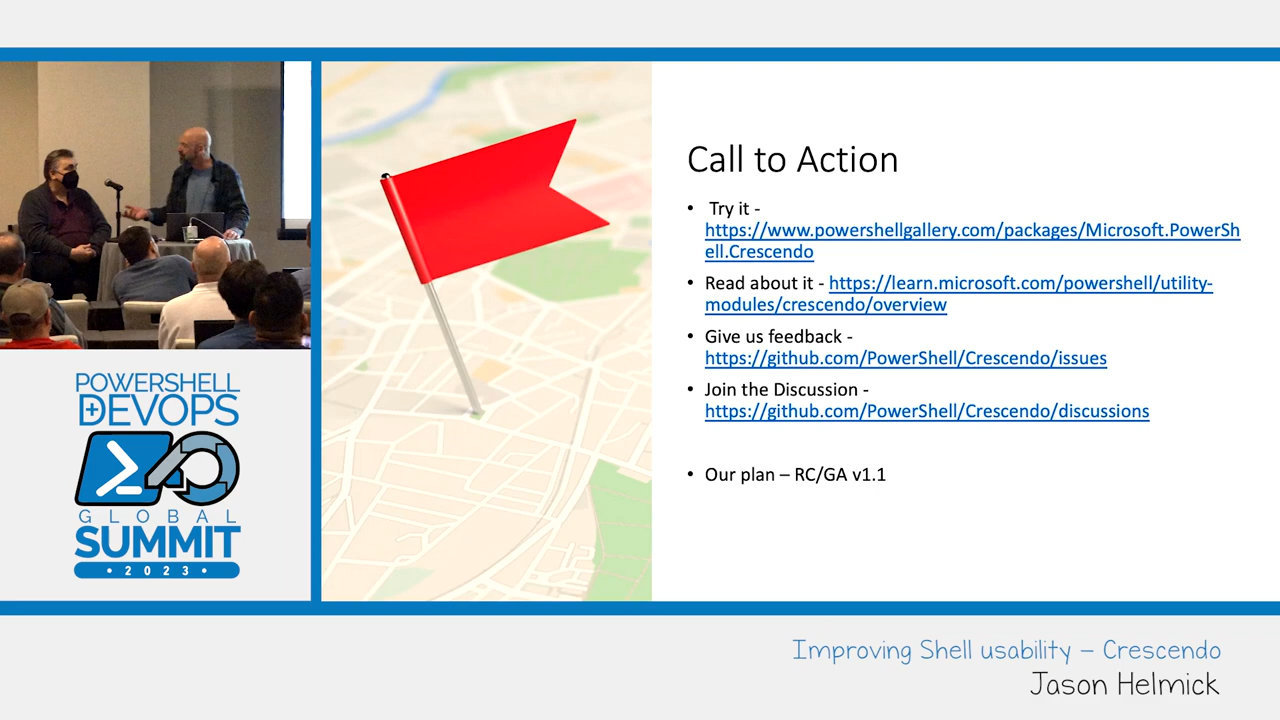 Call to Action
• Try it -
https://www.powershellgallery.com/packages/Microsoft.PowerSh
ell.Crescendo
• Read about it - https://learn.microsoft.com/powershell/utility-
modules/crescendo/overview
• Give us feedback -
https://github.com/PowerShell/Crescendo/issues
• Join the Discussion -
https://github.com/PowerShell/Crescendo/discussions
• Our plan – RC/GA v1.1
POWERSHELL
+DEVOPS
GLOBAL
SUMMIT
• 2023 •
Improving Shell usability – Crescendo
Jason Helmick